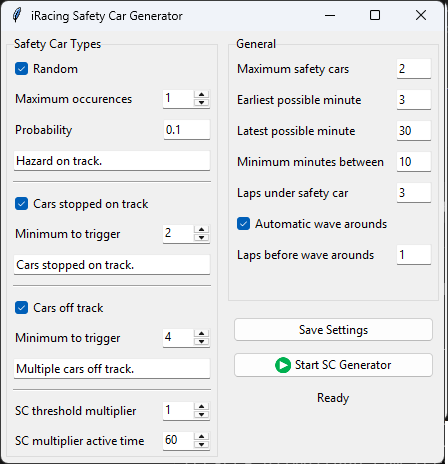 iRacing Safety Car Generator
Safety Car Types
Random
Maximum occurences 1
Probability 0.1
Hazard on track.
Cars stopped on track
Minimum to trigger 2
Cars stopped on track.
Cars off track
Minimum to trigger 4
Multiple cars off track.
SC threshold multiplier 1
SC multiplier active time 60
General
Maximum safety cars 2
Earliest possible minute 3
Latest possible minute 30
Minimum minutes between 10
Laps under safety car 3
Automatic wave arounds
Laps before wave arounds 1
Save Settings
Start SC Generator
Ready